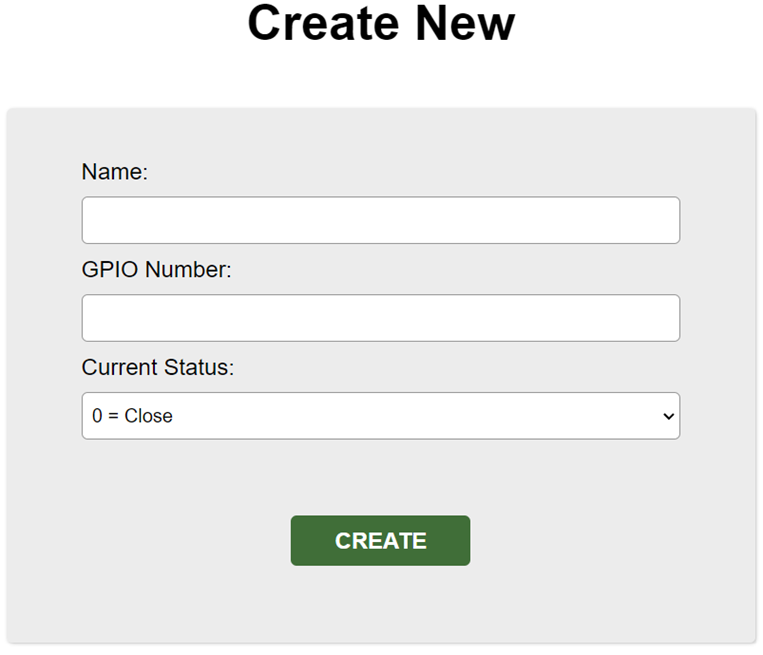 Create New
Name:
GPIO Number:
Current Status:
0 = Close
CREATE